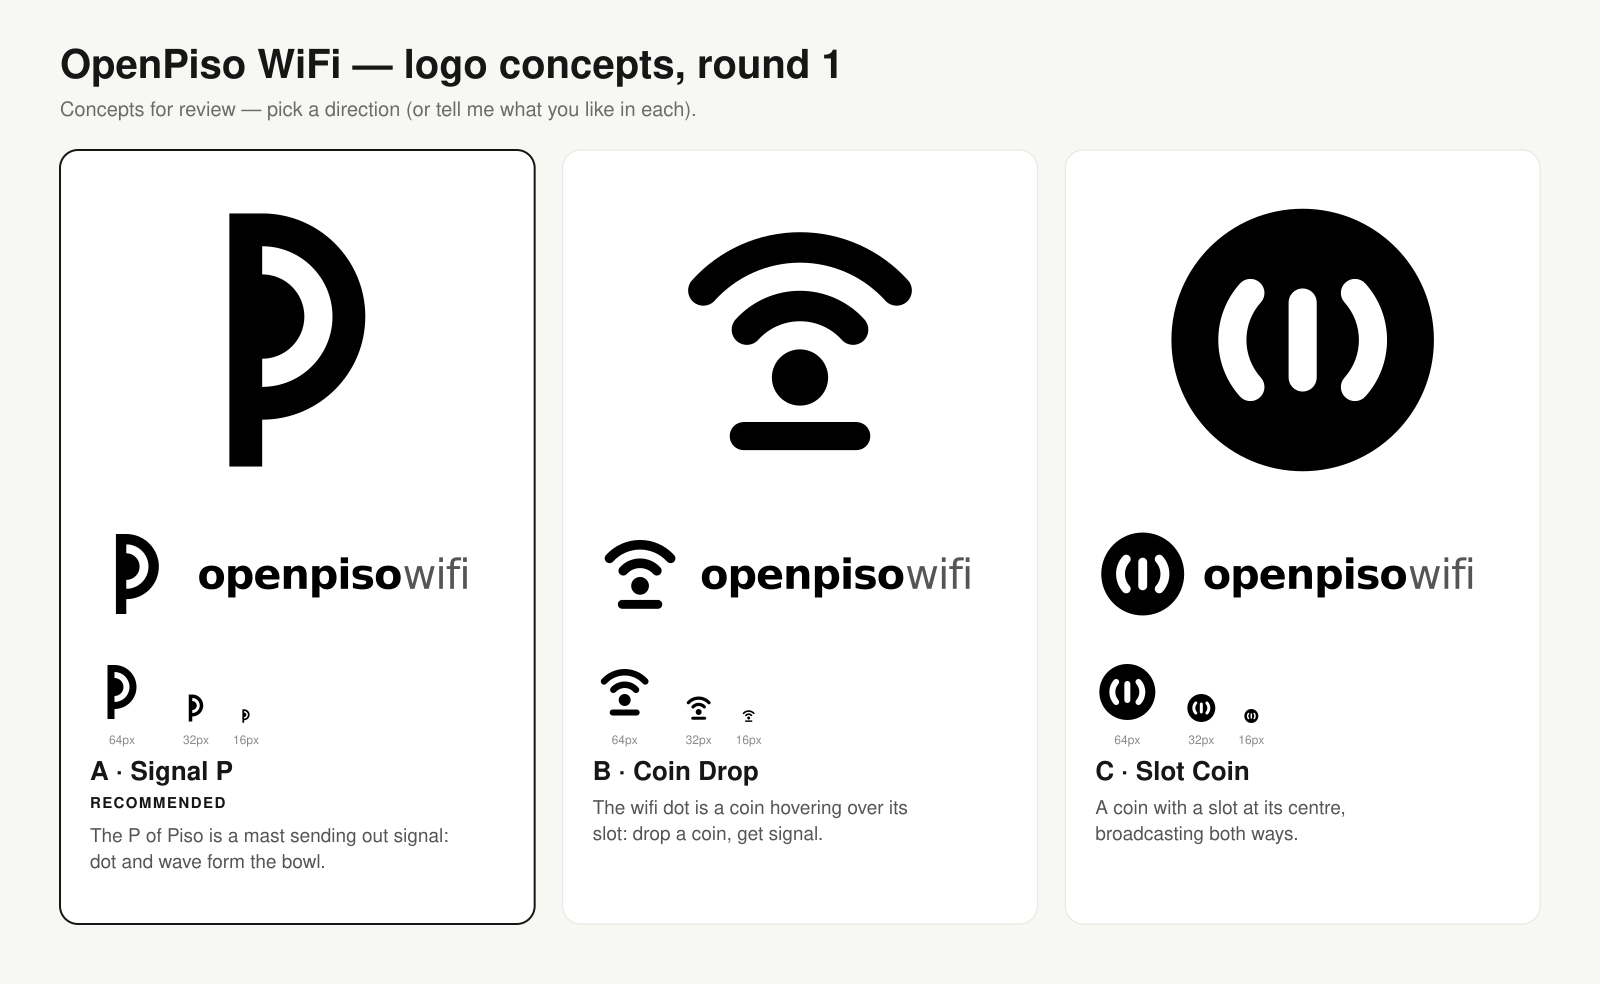 OpenPiso WiFi — logo concepts, round 1
Concepts for review — pick a direction (or tell me what you like in each).
openpisowifi
64px 32px 16px
A · Signal P
RECOMMENDED
The P of Piso is a mast sending out signal:
dot and wave form the bowl.
openpisowifi
64px 32px 16px
B · Coin Drop
The wifi dot is a coin hovering over its
slot: drop a coin, get signal.
openpisowifi
64px 32px 16px
C · Slot Coin
A coin with a slot at its centre,
broadcasting both ways.